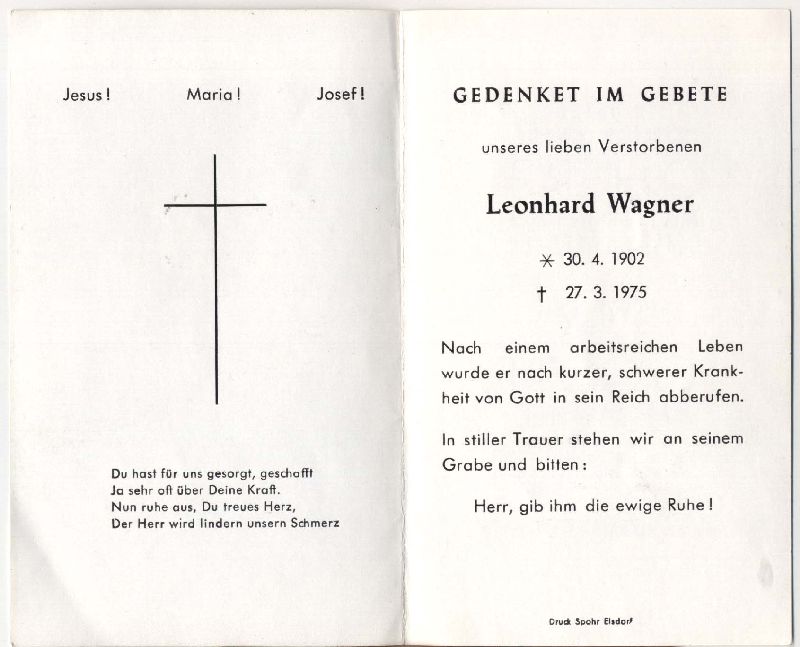 Jesus! Maria! Josef!
Du hast für uns gesorgt, geschafft
Ja sehr oft über Deine Kraft.
Nun ruhe aus, Du treues Herz,
Der Herr wird lindern unsern Schmerz
GEDENKET IM GEBETE
unseres lieben Verstorbenen
Leonhard Wagner
* 30. 4. 1902
† 27. 3. 1975
Nach einem arbeitsreichen Leben
wurde er nach kurzer, schwerer Krank-
heit von Gott in sein Reich abberufen.
In stiller Trauer stehen wir an seinem
Grabe und bitten:
Herr, gib ihm die ewige Ruhe!
Druck Spohr Elsdorf